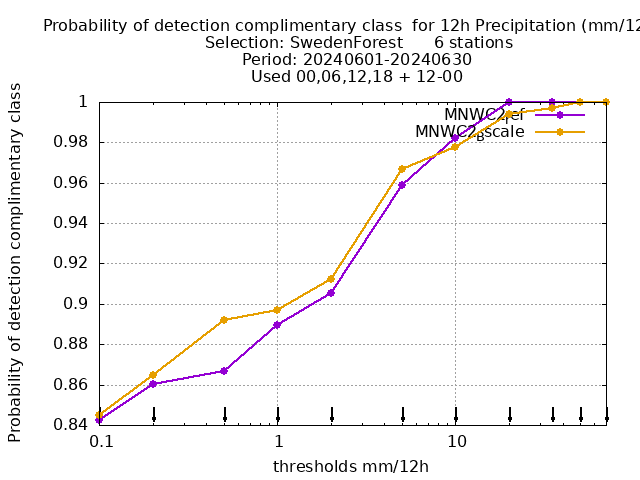 Probability of detection complimentary class  for 12h Precipitation (mm/12
Selection: SwedenForest      6 stations
Period: 20240601-20240630
Used 00,06,12,18 + 12-00
Probability of detection complimentary class
1
0.98
0.96
0.94
0.92
0.9
0.88
0.86
0.84
MNWC2ref
MNWC2Bscale
0.1
1
10
thresholds mm/12h